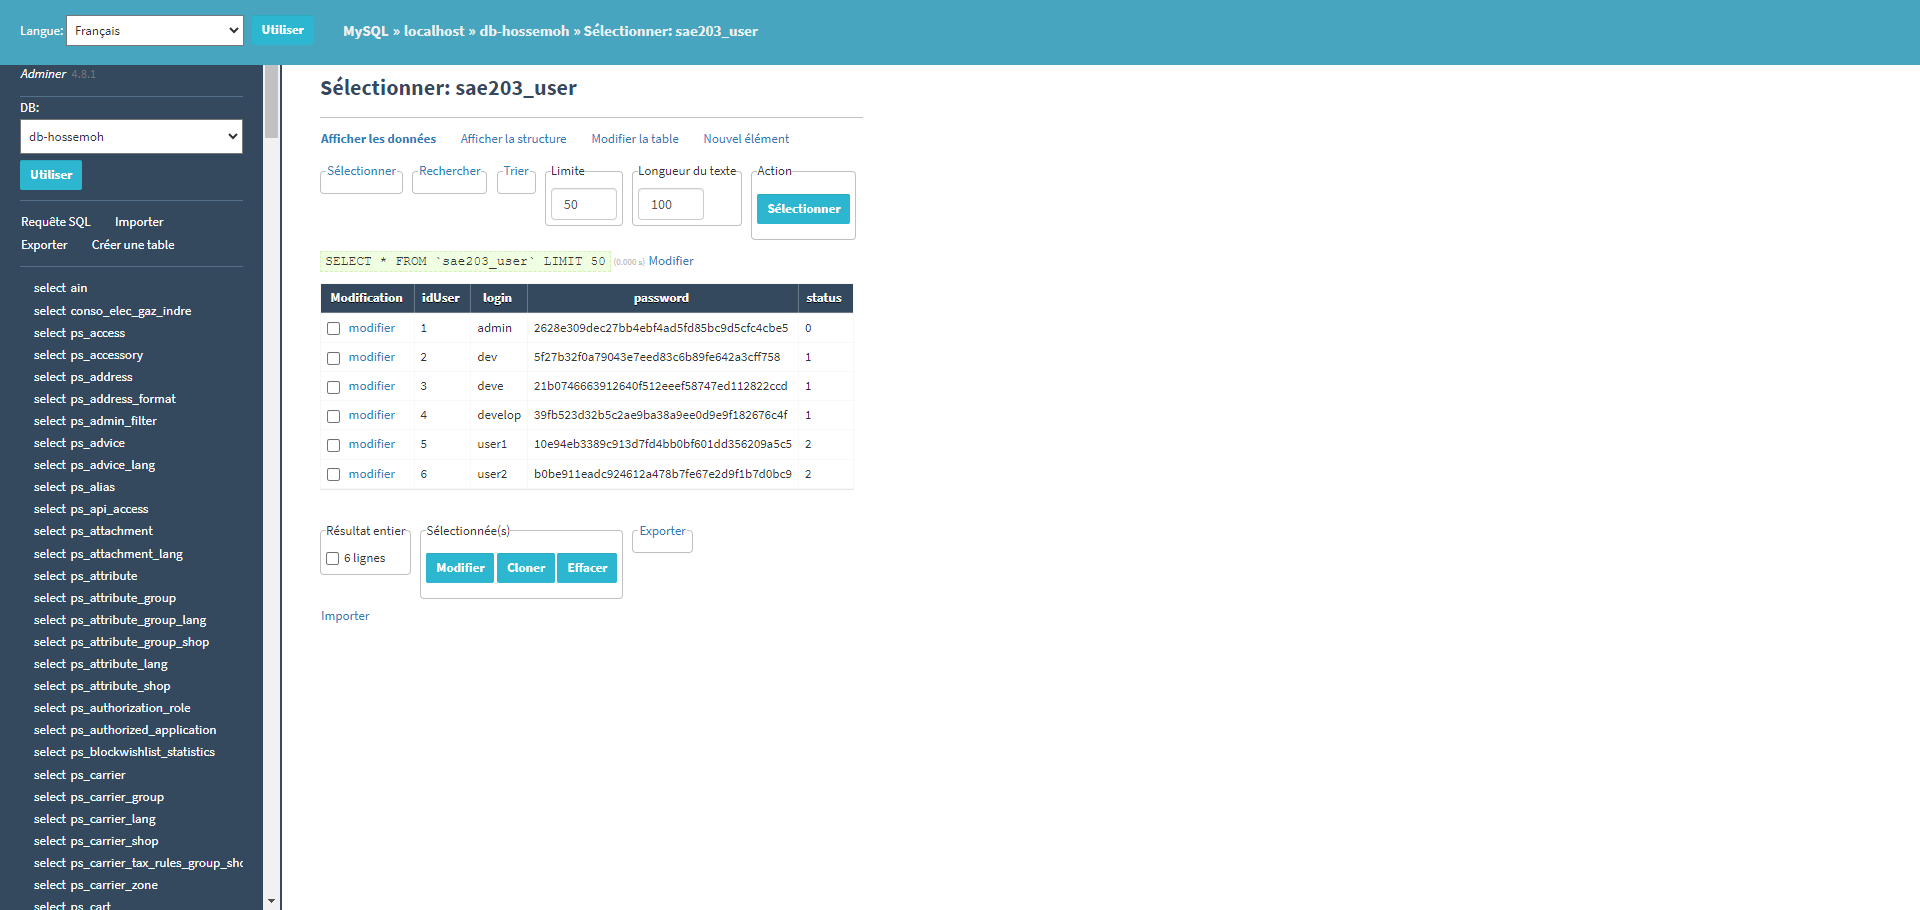 Langue: Français Utiliser MySQL » localhost » db-hossemoh » Sélectionner: sae203_user
Adminer 4.8.1
DB:
db-hossemoh
Utiliser
Requête SQL Importer
Exporter Créer une table
select ain
select conso_elec_gaz_indre
select ps_access
select ps_accessory
select ps_address
select ps_address_format
select ps_admin_filter
select ps_advice
select ps_advice_lang
select ps_alias
select ps_api_access
select ps_attachment
select ps_attachment_lang
select ps_attribute
select ps_attribute_group
select ps_attribute_group_lang
select ps_attribute_group_shop
select ps_attribute_lang
select ps_attribute_shop
select ps_authorization_role
select ps_authorized_application
select ps_blockwishlist_statistics
select ps_carrier
select ps_carrier_group
select ps_carrier_lang
select ps_carrier_shop
select ps_carrier_tax_rules_group_sho
select ps_carrier_zone
select ps_cart
Sélectionner: sae203_user
Afficher les données Afficher la structure Modifier la table Nouvel élément
Sélectionner Rechercher Trier Limite Longueur du texte Action
50 100 Sélectionner
SELECT * FROM `sae203_user` LIMIT 50 (0.000 s) Modifier
Modification idUser login password status
modifier 1 admin 2628e309dec27bb4ebf4ad5fd85bc9d5cfc4cbe5 0
modifier 2 dev 5f27b32f0a79043e7eed83c6b89fe642a3cff758 1
modifier 3 deve 21b0746663912640f512eeef58747ed112822ccd 1
modifier 4 develop 39fb523d32b5c2ae9ba38a9ee0d9e9f182676c4f 1
modifier 5 user1 10e94eb3389c913d7fd4bb0bf601dd356209a5c5 2
modifier 6 user2 b0be911eadc924612a478b7fe67e2d9f1b7d0bc9 2
Résultat entier Sélectionnée(s) Exporter
6 lignes Modifier Cloner Effacer
Importer